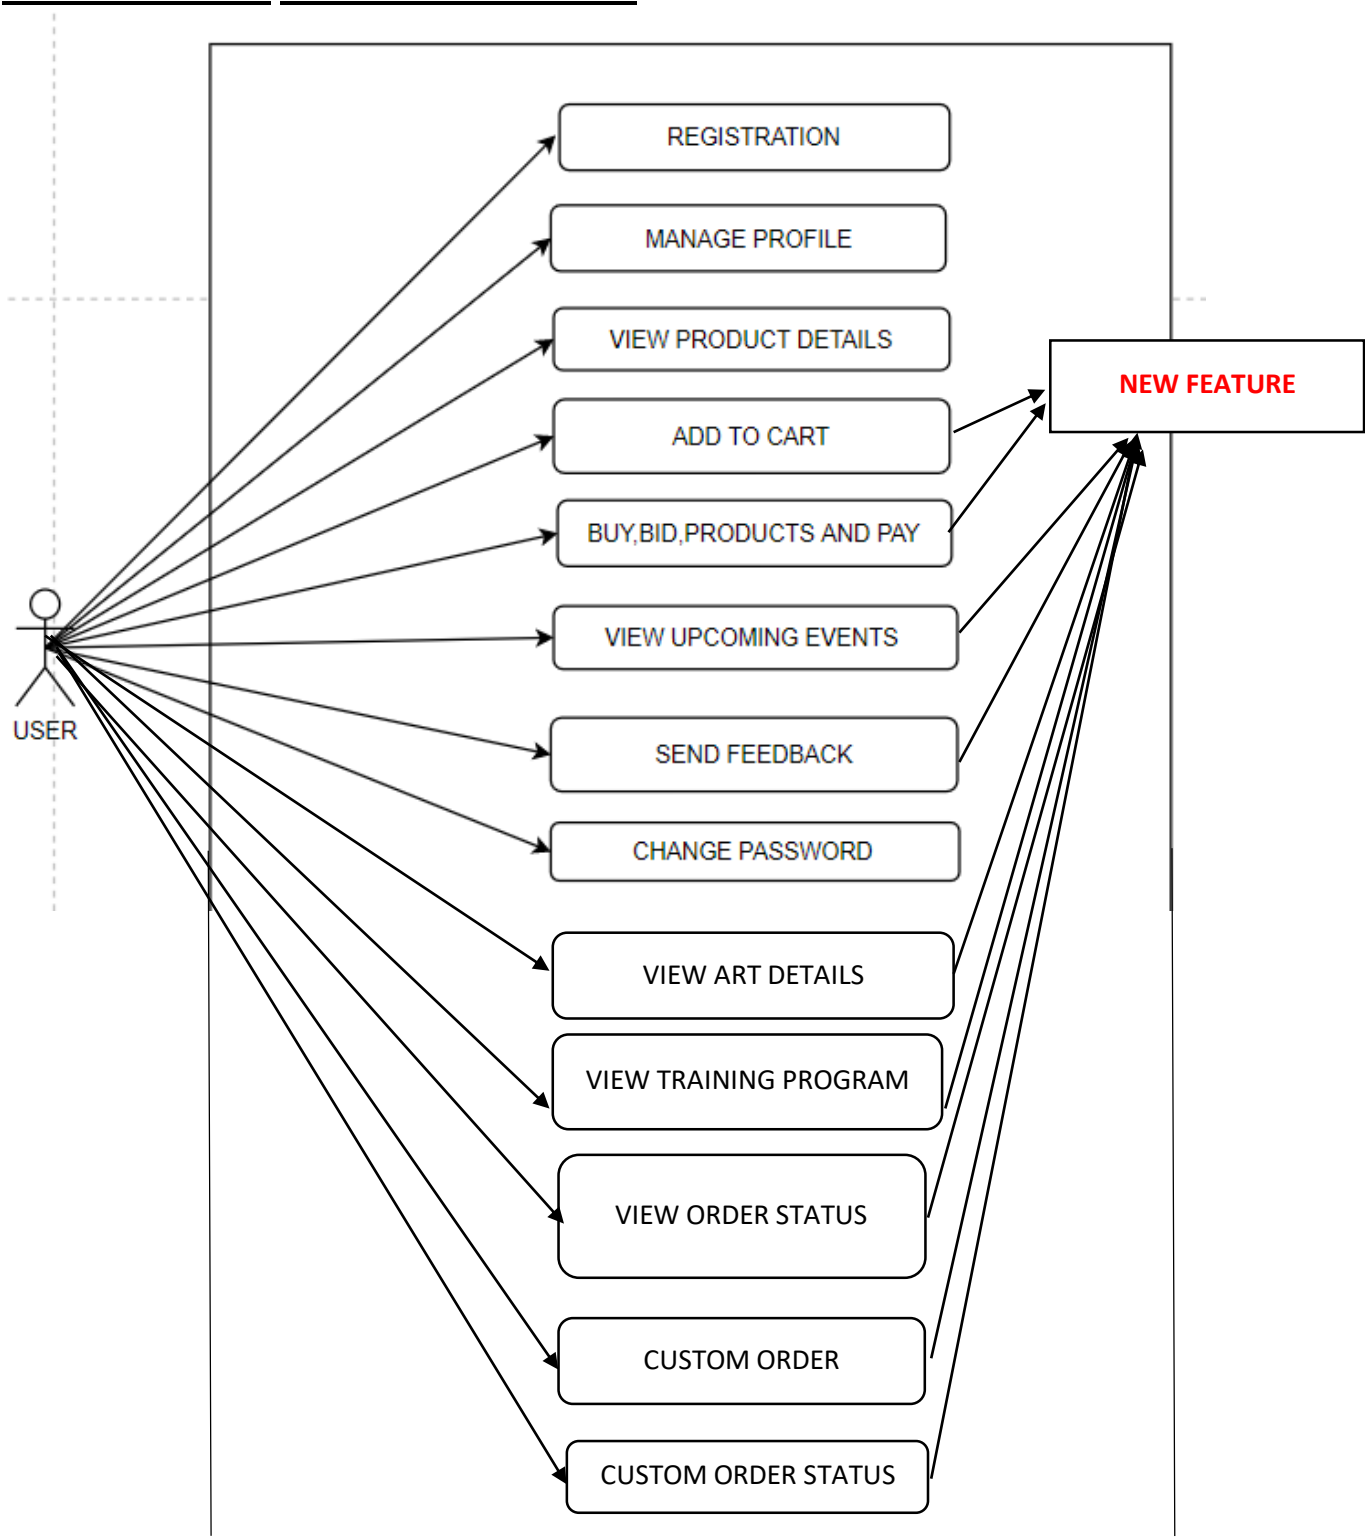 REGISTRATION
MANAGE PROFILE
VIEW PRODUCT DETAILS
NEW FEATURE
ADD TO CART
BUY,BID,PRODUCTS AND PAY
VIEW UPCOMING EVENTS
USER
SEND FEEDBACK
CHANGE PASSWORD
VIEW ART DETAILS
VIEW TRAINING PROGRAM
VIEW ORDER STATUS
CUSTOM ORDER
CUSTOM ORDER STATUS